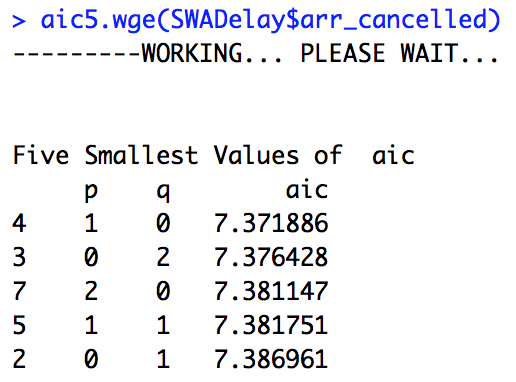 > aic5.wge(SWADelay$arr_cancelled)
---------WORKING... PLEASE WAIT...
Five Smallest Values of  aic
p    q        aic
4    1    0   7.371886
3    0    2   7.376428
7    2    0   7.381147
5    1    1   7.381751
2    0    1   7.386961